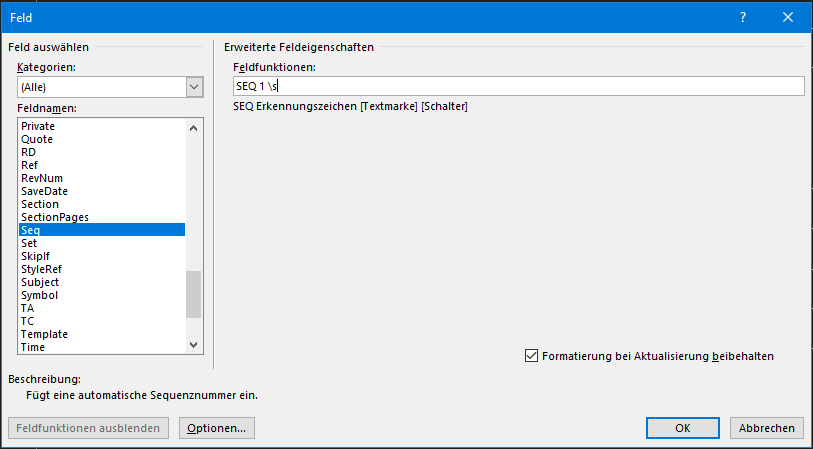 Feld
Feld auswählen
Kategorien:
(Alle)
Feldnamen:
Private
Quote
RD
Ref
RevNum
SaveDate
Section
SectionPages
Seq
Set
SkipIf
StyleRef
Subject
Symbol
TA
TC
Template
Time
Erweiterte Feldeigenschaften
Feldfunktionen:
SEQ 1 \s
SEQ Erkennungszeichen [Textmarke] [Schalter]
Formatierung bei Aktualisierung beibehalten
Beschreibung:
Fügt eine automatische Sequenznummer ein.
Feldfunktionen ausblenden
Optionen...
OK
Abbrechen